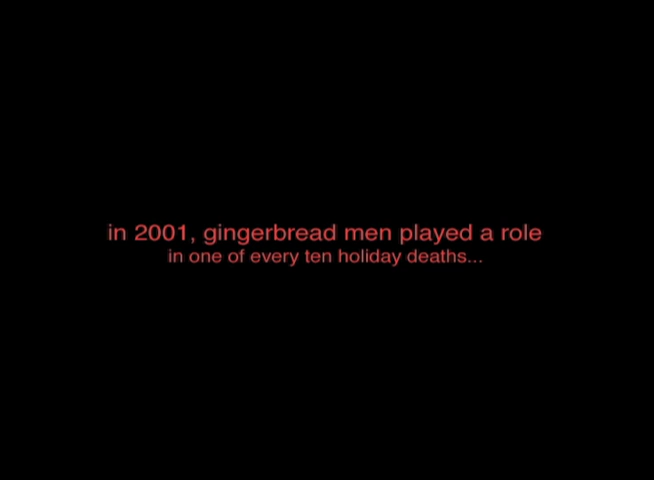 in 2001, gingerbread men played a role
in one of every ten holiday deaths...